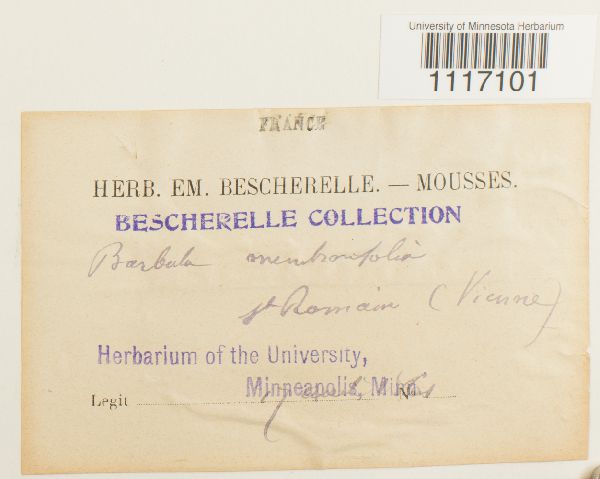 University of Minnesota Herbarium
1117101
FRANCE
HERB. EM. BESCHERELLE. — MOUSSES.
BESCHERELLE COLLECTION
Barbula membranifolia
St Romain (Vienne)
Herbarium of the University,
Minneapolis, Minn.
Legit